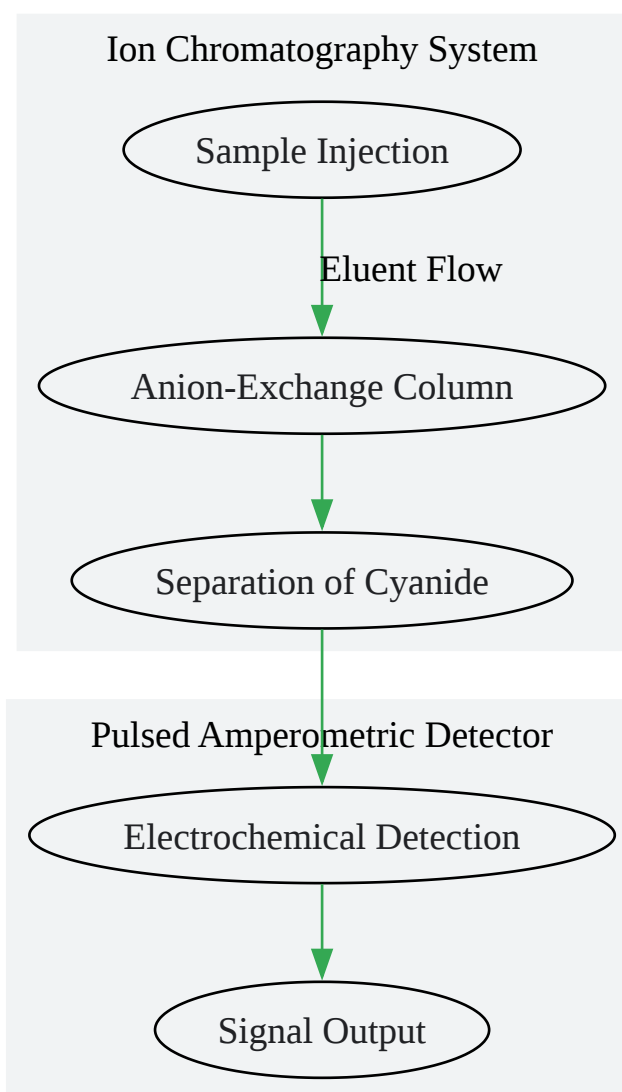 Ion Chromatography System
Sample Injection
Eluent Flow
Anion-Exchange Column
Separation of Cyanide
Pulsed Amperometric Detector
Electrochemical Detection
Signal Output